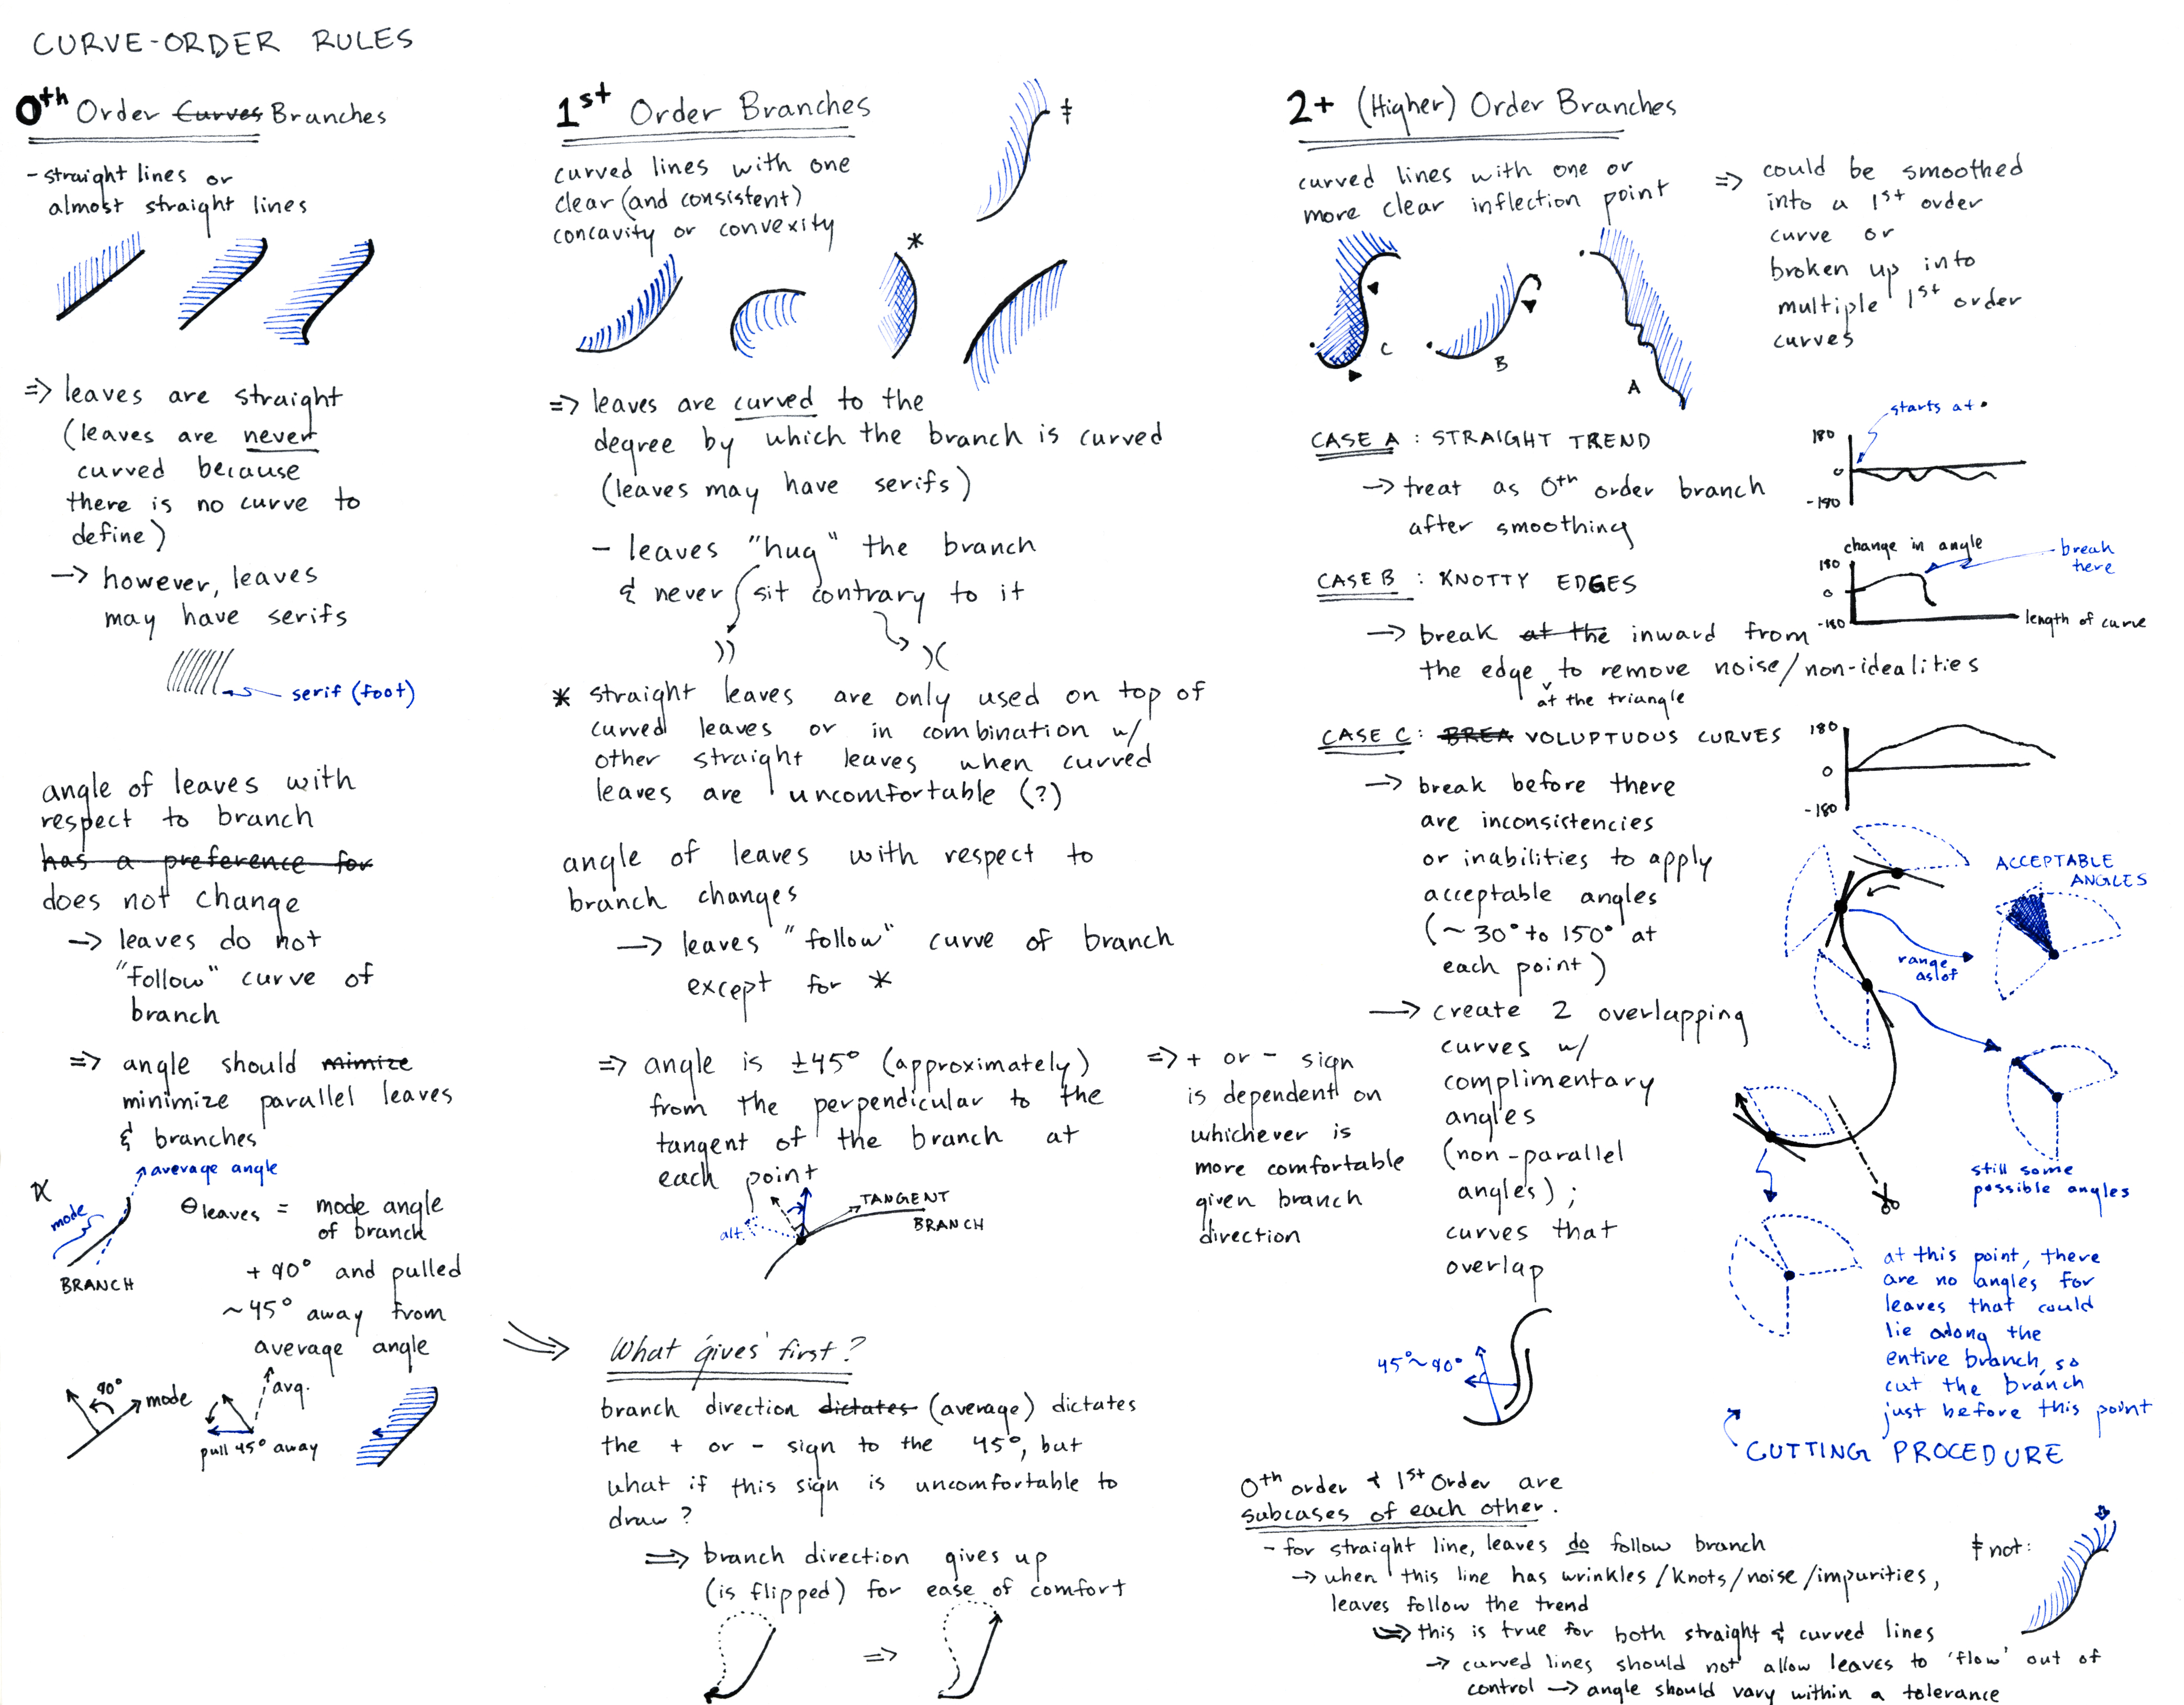 CURVE-ORDER RULES
0th Order Curves Branches
- straight lines or
almost straight lines
=> leaves are straight
(leaves are never
curved because
there is no curve to
define)
-> however, leaves
may have serifs
serif (foot)
angle of leaves with
respect to branch
has a preference for
does not change
-> leaves do not
"follow" curve of
branch
=> angle should mimize
minimize parallel leaves
& branches
average angle
mode
BRANCH
θ leaves = mode angle
of branch
+ 90° and pulled
~45° away from
average angle
90°
mode
avg.
pull 45° away
1st Order Branches
‡
curved lines with one
clear (and consistent)
concavity or convexity
*
=> leaves are curved to the
degree by which the branch is curved
(leaves may have serifs)
- leaves "hug" the branch
& never sit contrary to it
)) )(
* straight leaves are only used on top of
curved leaves or in combination w/
other straight leaves when curved
leaves are uncomfortable (?)
angle of leaves with respect to
branch changes
-> leaves "follow" curve of branch
except for *
=> angle is ±45° (approximately)
from the perpendicular to the
tangent of the branch at
each point
alt.
TANGENT
BRANCH
=> + or - sign
is dependent on
whichever is
more comfortable
given branch
direction
What 'gives' first?
branch direction dictates (average) dictates
the + or - sign to the 45°, but
what if this sign is uncomfortable to
draw?
=> branch direction gives up
(is flipped) for ease of comfort
=>
2+ (Higher) Order Branches
curved lines with one or
more clear inflection point
=> could be smoothed
into a 1st order
curve or
broken up into
multiple 1st order
curves
C
B
A
CASE A : STRAIGHT TREND
-> treat as 0th order branch
after smoothing
starts at •
180
0
-180
CASE B : KNOTTY EDGES
-> break at the inward from
the edge to remove noise/non-idealities
at the triangle
change in angle
180
0
-180
break
here
length of curve
CASE C: BREA VOLUPTUOUS CURVES
-> break before there
are inconsistencies
or inabilities to apply
acceptable angles
(~30° to 150° at
each point)
-> create 2 overlapping
curves w/
complimentary
angles
(non-parallel
angles);
curves that
overlap
45°~90°
180
0
-180
ACCEPTABLE
ANGLES
range
as of
still some
possible angles
at this point, there
are no angles for
leaves that could
lie along the
entire branch, so
cut the branch
just before this point
CUTTING PROCEDURE
0th order & 1st Order are
subcases of each other.
- for straight line, leaves do follow branch
-> when this line has wrinkles/knots/noise/impurities,
leaves follow the trend
=> this is true for both straight & curved lines
-> curved lines should not allow leaves to 'flow' out of
control -> angle should vary within a tolerance
‡ not: